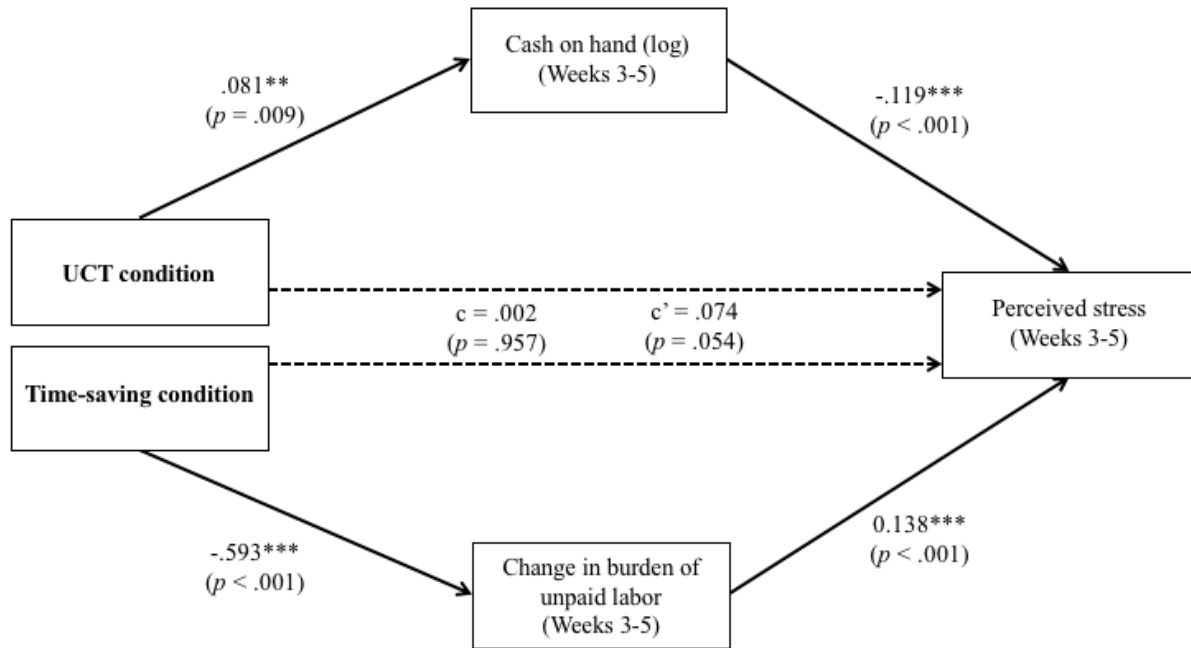 Cash on hand (log)
(Weeks 3-5)
.081**
(p = .009)
-.119***
(p < .001)
UCT condition
c = .002
(p = .957)
c’ = .074
(p = .054)
Perceived stress
(Weeks 3-5)
Time-saving condition
-.593***
(p < .001)
Change in burden of
unpaid labor
(Weeks 3-5)
0.138***
(p < .001)